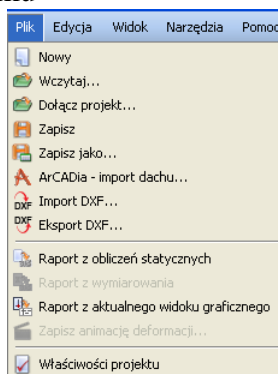 Plik Edycja Widok Narzędzia Pomoc
Nowy
Wczytaj...
Dołącz projekt...
Zapisz
Zapisz jako...
ArCADia - import dachu...
DXF Import DXF...
DXF Eksport DXF...
Raport z obliczeń statycznych
Raport z wymiarowania
Raport z aktualnego widoku graficznego
Zapisz animację deformacji...
Właściwości projektu